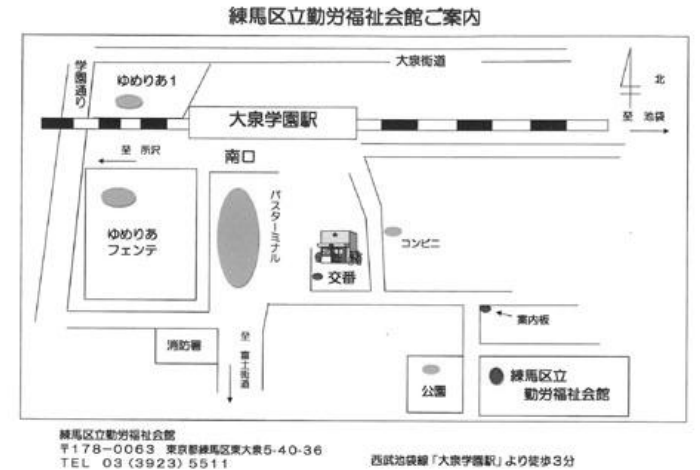 練馬区立勤労福祉会館ご案内
大泉街道
学園通り
ゆめりあ1
北
至 池袋
大泉学園駅
至 所沢
南口
ゆめりあ
フェンテ
バスターミナル
交番
コンビニ
案内板
消防署
至 富士街道
公園
練馬区立
勤労福祉会館
練馬区立勤労福祉会館
〒178-0063 東京都練馬区東大泉5-40-36
TEL 03(3923)5511
西武池袋線「大泉学園駅」より徒歩3分